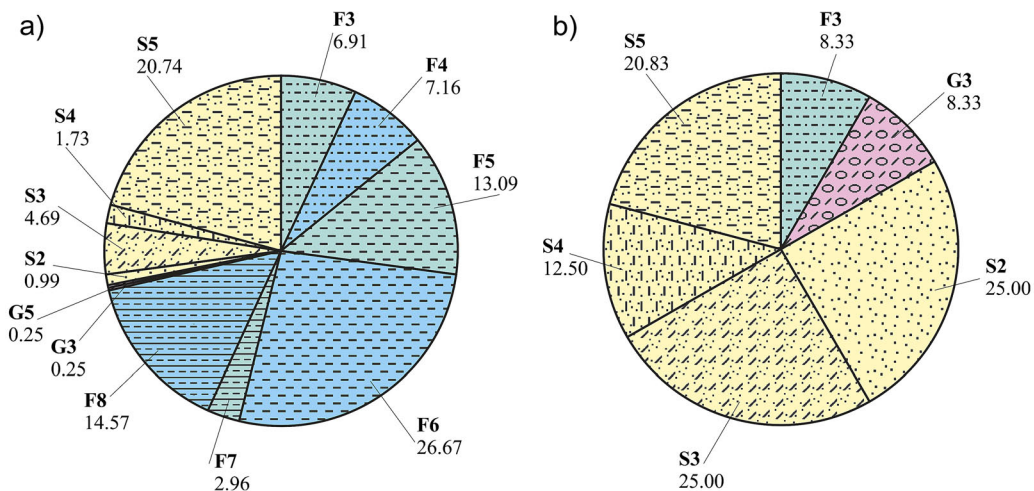 a)
F3
6.91
F4
7.16
F5
13.09
F6
26.67
F7
2.96
F8
14.57
G3
0.25
G5
0.25
S2
0.99
S3
4.69
S4
1.73
S5
20.74
b)
F3
8.33
G3
8.33
S2
25.00
S3
25.00
S4
12.50
S5
20.83